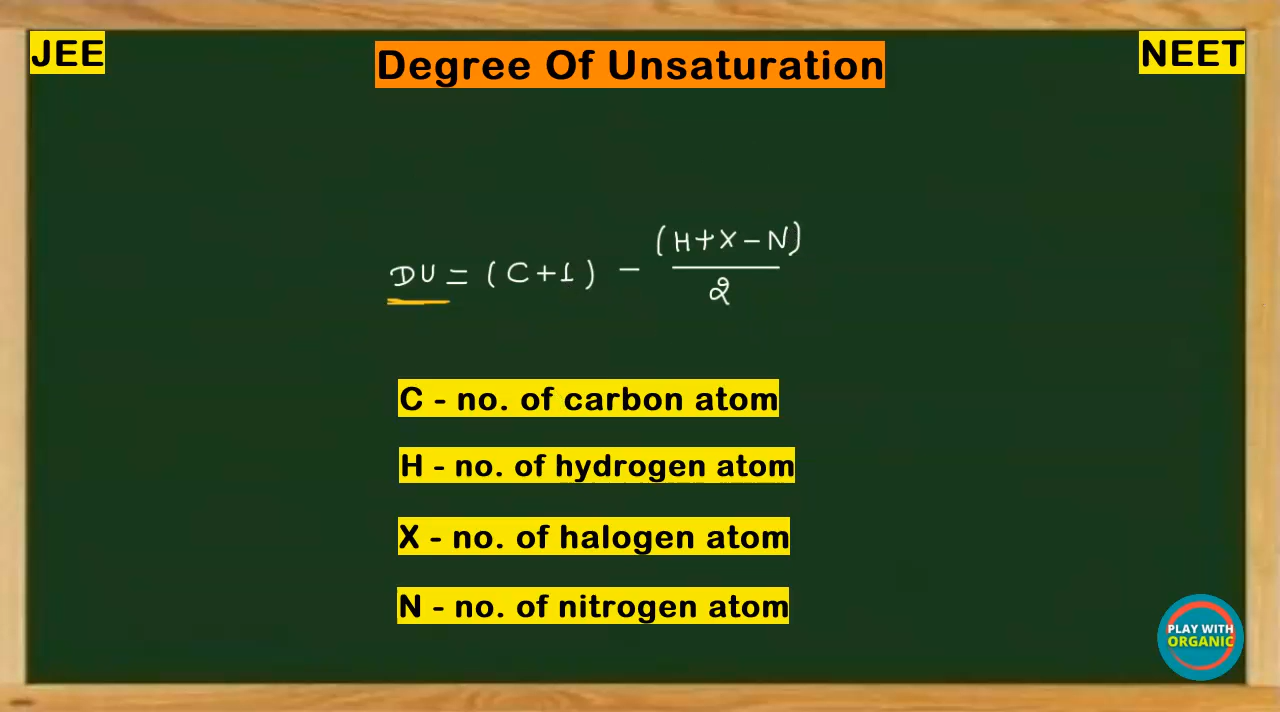 JEE
Degree Of Unsaturation
NEET
DU = (C+1) - (H+X-N)
2
C - no. of carbon atom
H - no. of hydrogen atom
X - no. of halogen atom
N - no. of nitrogen atom
PLAY WITH
ORGANIC